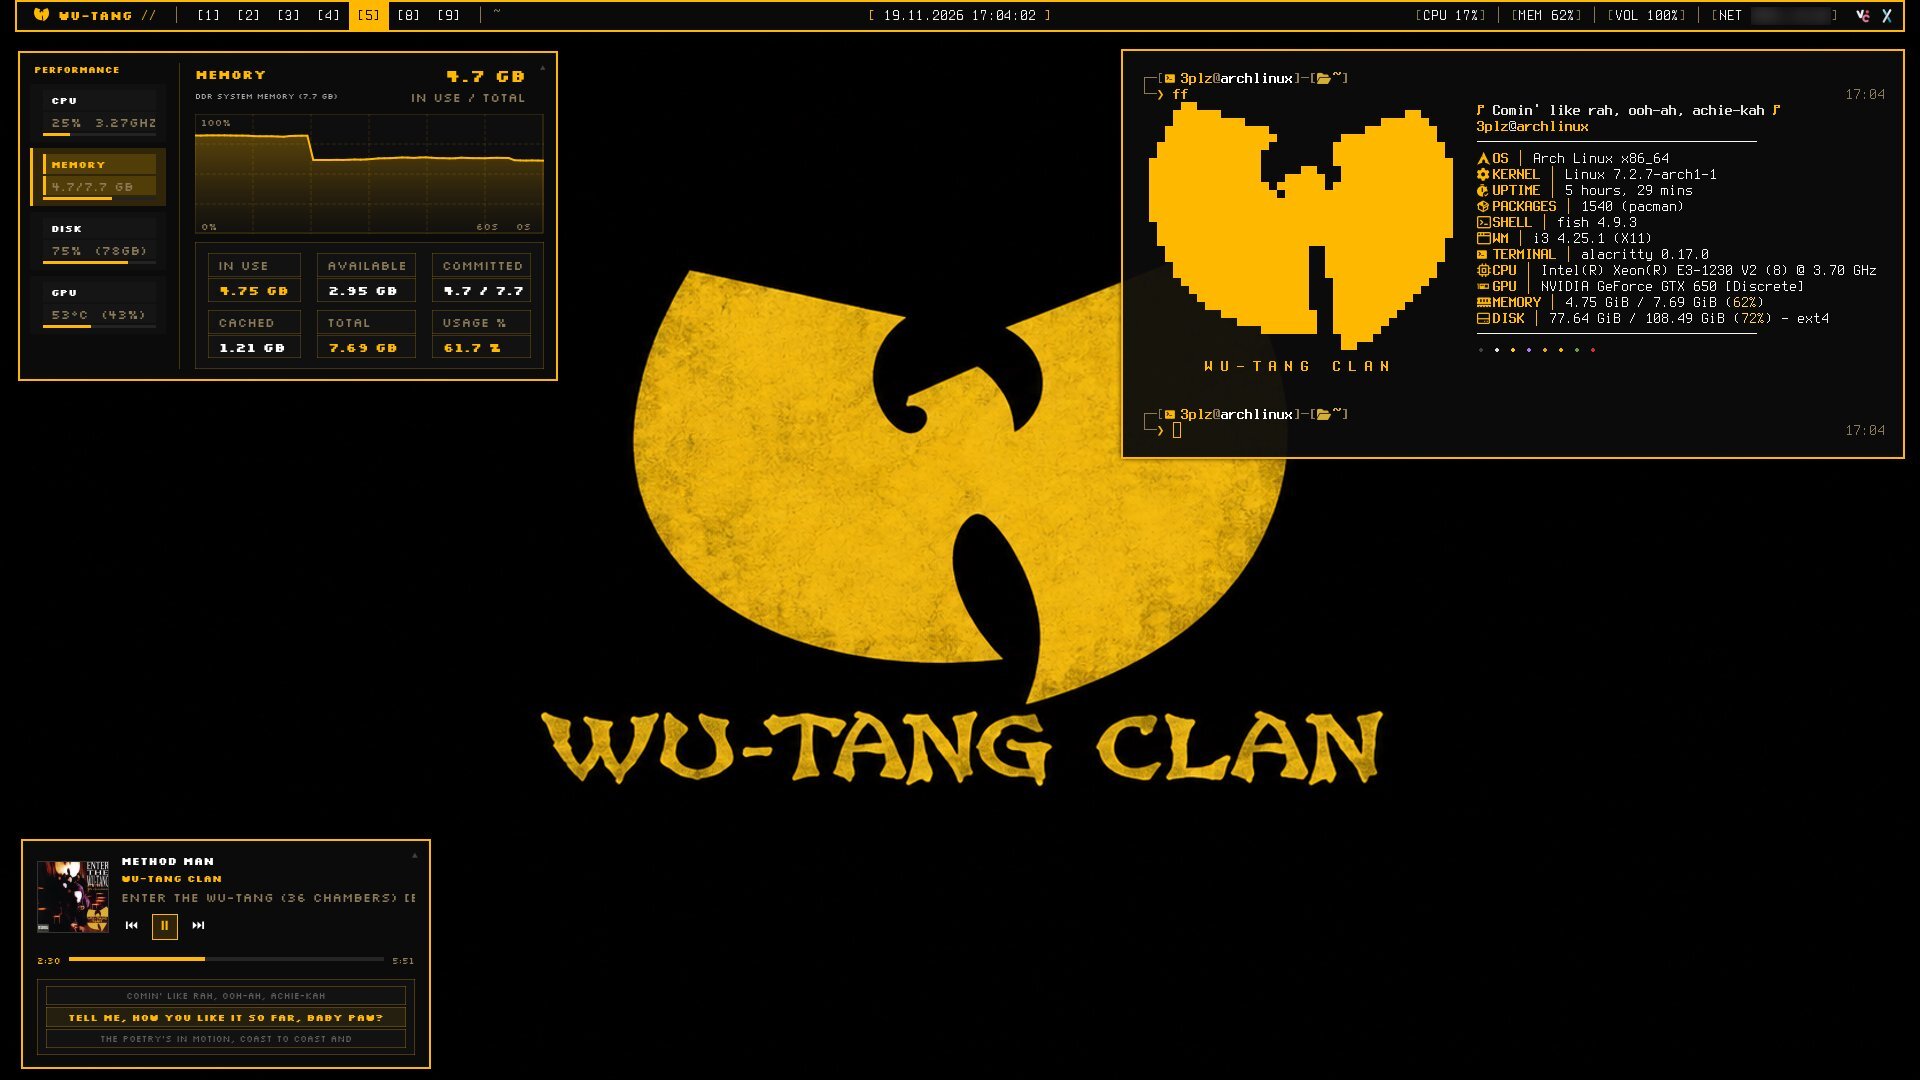 WU-TANG // [1] [2] [3] [4] [5] [8] [9] ~ [ 19.11.2026 17:04:02 ] [CPU 17%] [MEM 62%] [VOL 100%] [NET ]
PERFORMANCE
CPU
25% 3.27GHZ
MEMORY
4.7/7.7 GB
DISK
75% (78GB)
GPU
53°C (43%)
MEMORY 4.7 GB
DDR SYSTEM MEMORY (7.7 GB) IN USE / TOTAL
100%
0% 60S 0S
IN USE AVAILABLE COMMITTED
4.75 GB 2.95 GB 4.7 / 7.7
CACHED TOTAL USAGE %
1.21 GB 7.69 GB 61.7 %
[3plz@archlinux]-[~]
❯ ff 17:04
Comin' like rah, ooh-ah, achie-kah
3plz@archlinux
OS | Arch Linux x86_64
KERNEL | Linux 7.2.7-arch1-1
UPTIME | 5 hours, 29 mins
PACKAGES | 1540 (pacman)
SHELL | fish 4.9.3
WM | i3 4.25.1 (X11)
TERMINAL | alacritty 0.17.0
CPU | Intel(R) Xeon(R) E3-1230 V2 (8) @ 3.70 GHz
GPU | NVIDIA GeForce GTX 650 [Discrete]
MEMORY | 4.75 GiB / 7.69 GiB (62%)
DISK | 77.64 GiB / 108.49 GiB (72%) - ext4
WU-TANG CLAN
[3plz@archlinux]-[~]
❯ 17:04
WU-TANG CLAN
METHOD MAN
WU-TANG CLAN
ENTER THE WU-TANG (36 CHAMBERS) [E
2:30 5:51
COMIN' LIKE RAH, OOH-AH, ACHIE-KAH
TELL ME, HOW YOU LIKE IT SO FAR, BABY PAW?
THE POETRY'S IN MOTION, COAST TO COAST AND